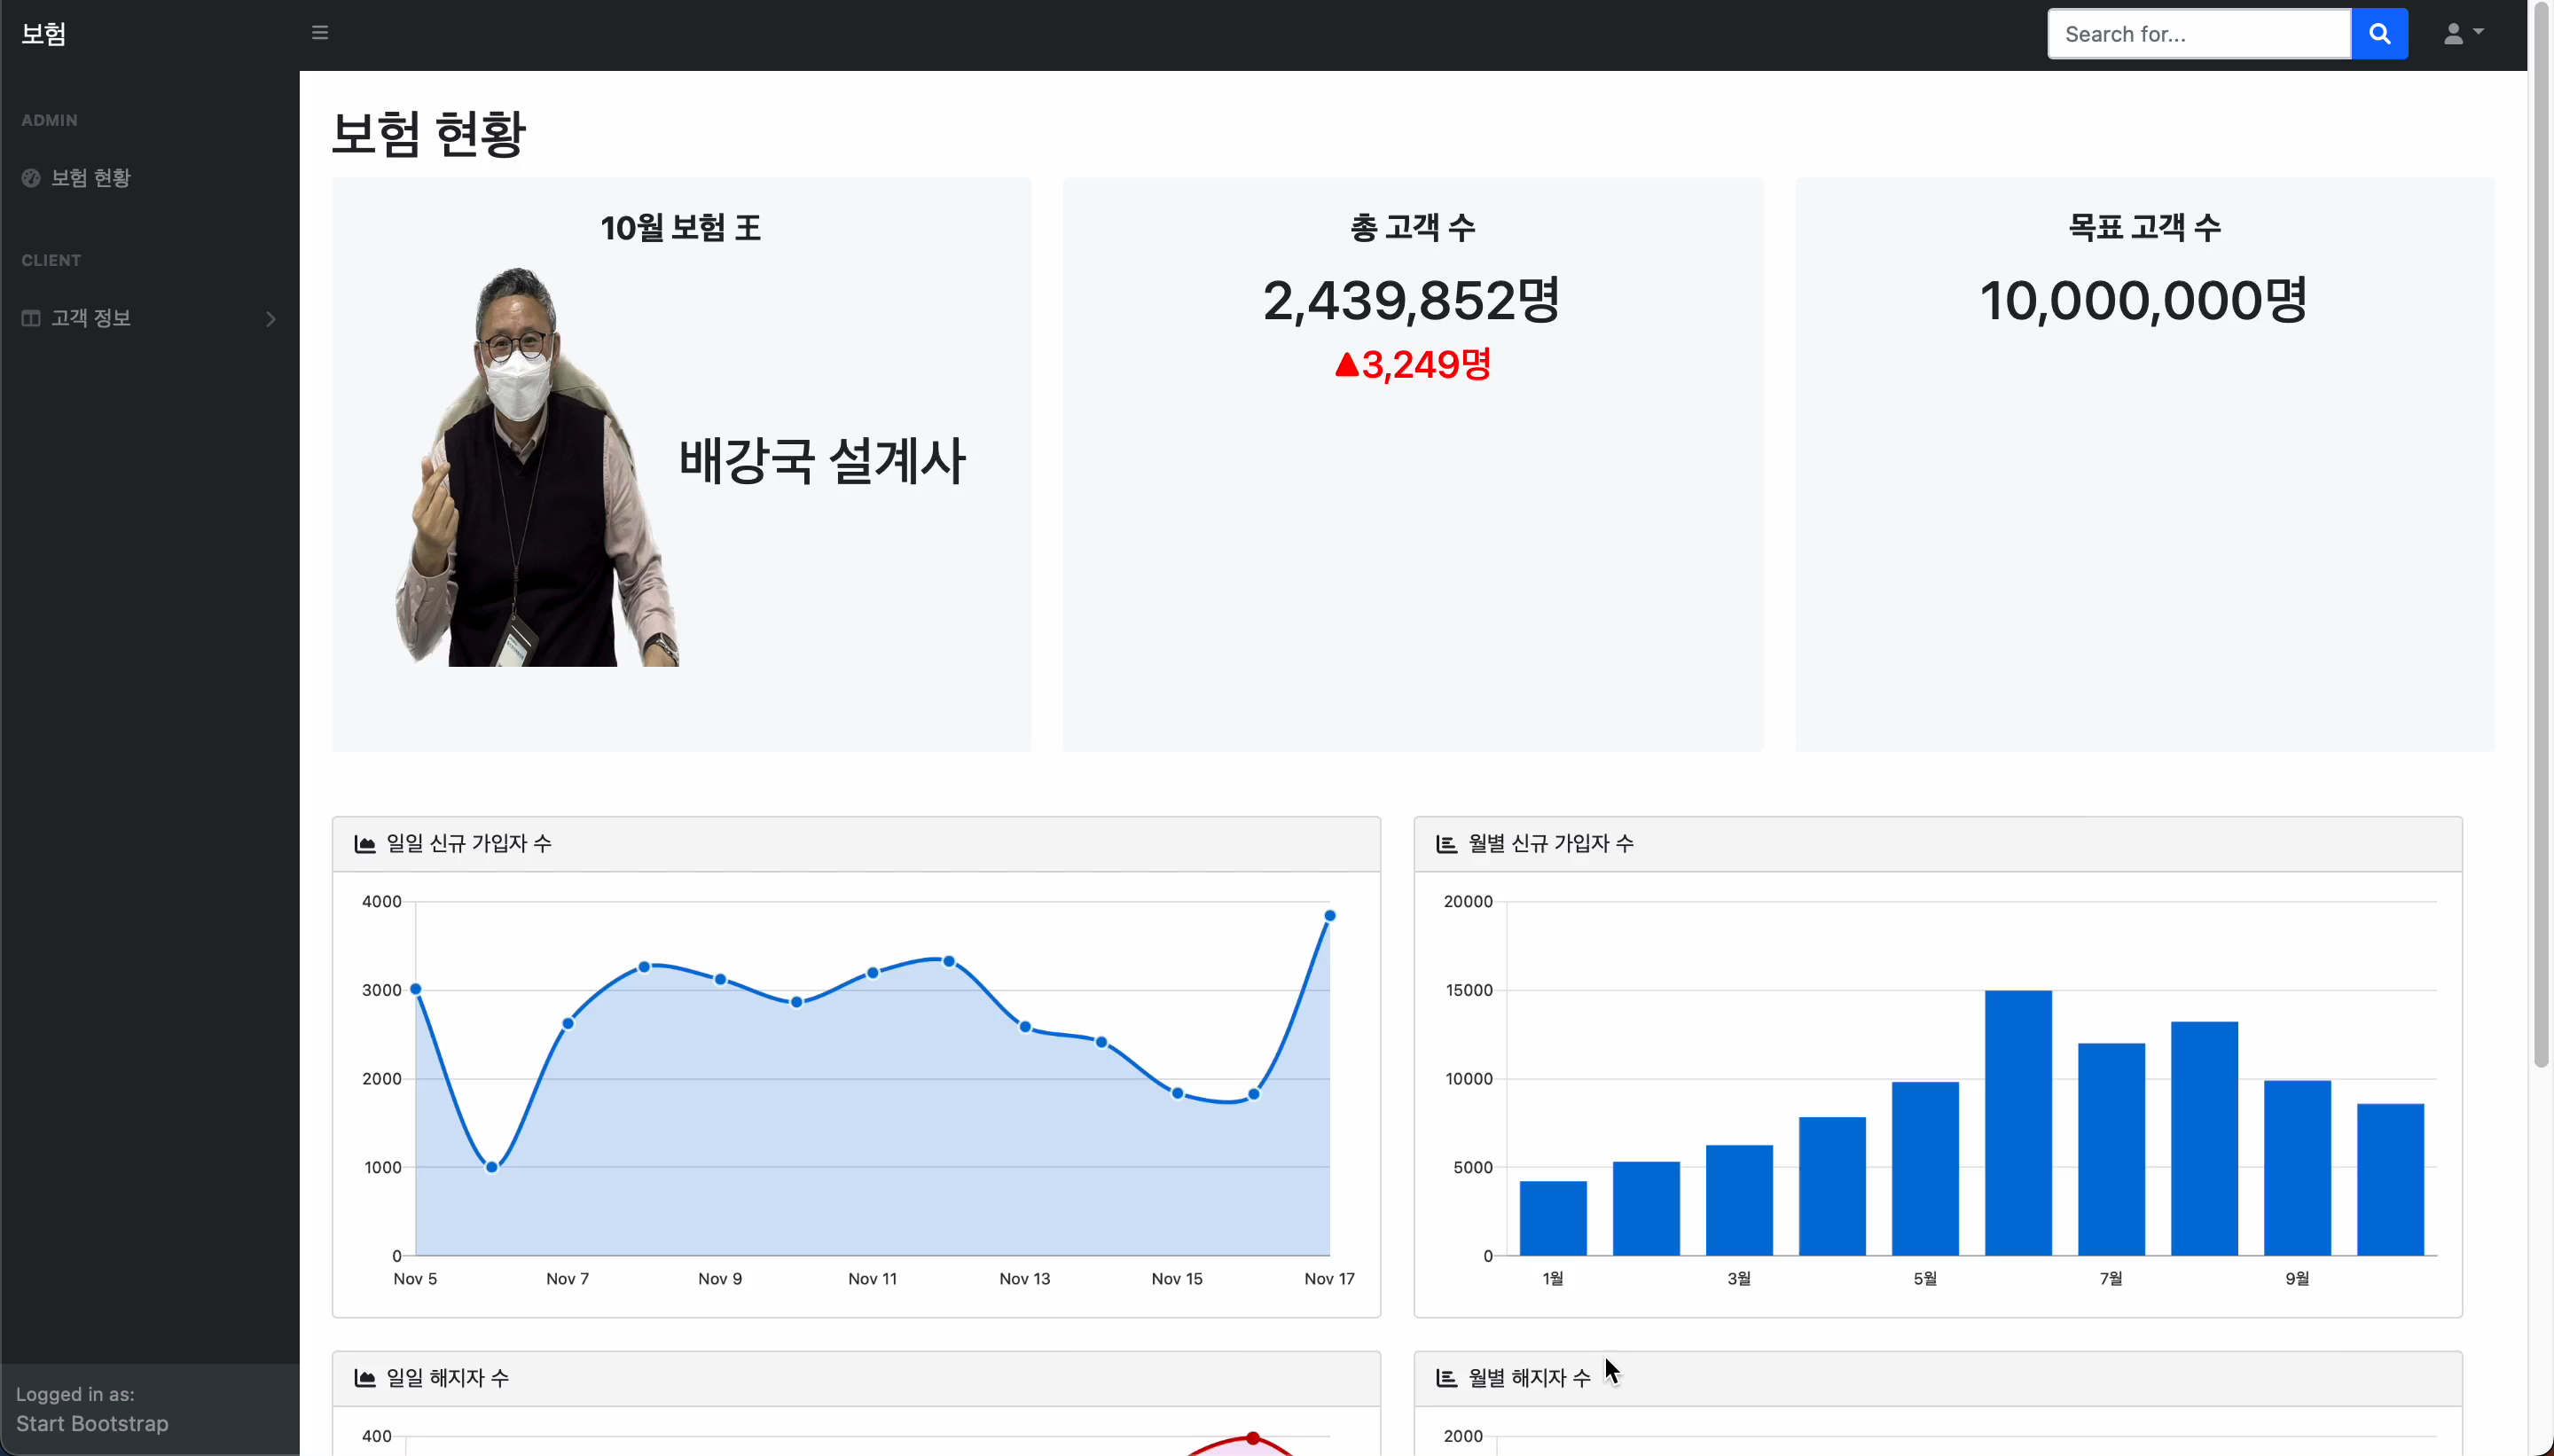 보험
Search for...
ADMIN
보험 현황
CLIENT
고객 정보
Logged in as:
Start Bootstrap
보험 현황
10월 보험 王
배강국 설계사
총 고객 수
2,439,852명
▲3,249명
목표 고객 수
10,000,000명
일일 신규 가입자 수
4000
3000
2000
1000
0
Nov 5 Nov 7 Nov 9 Nov 11 Nov 13 Nov 15 Nov 17
월별 신규 가입자 수
20000
15000
10000
5000
0
1월 3월 5월 7월 9월
일일 해지자 수
400
월별 해지자 수
2000